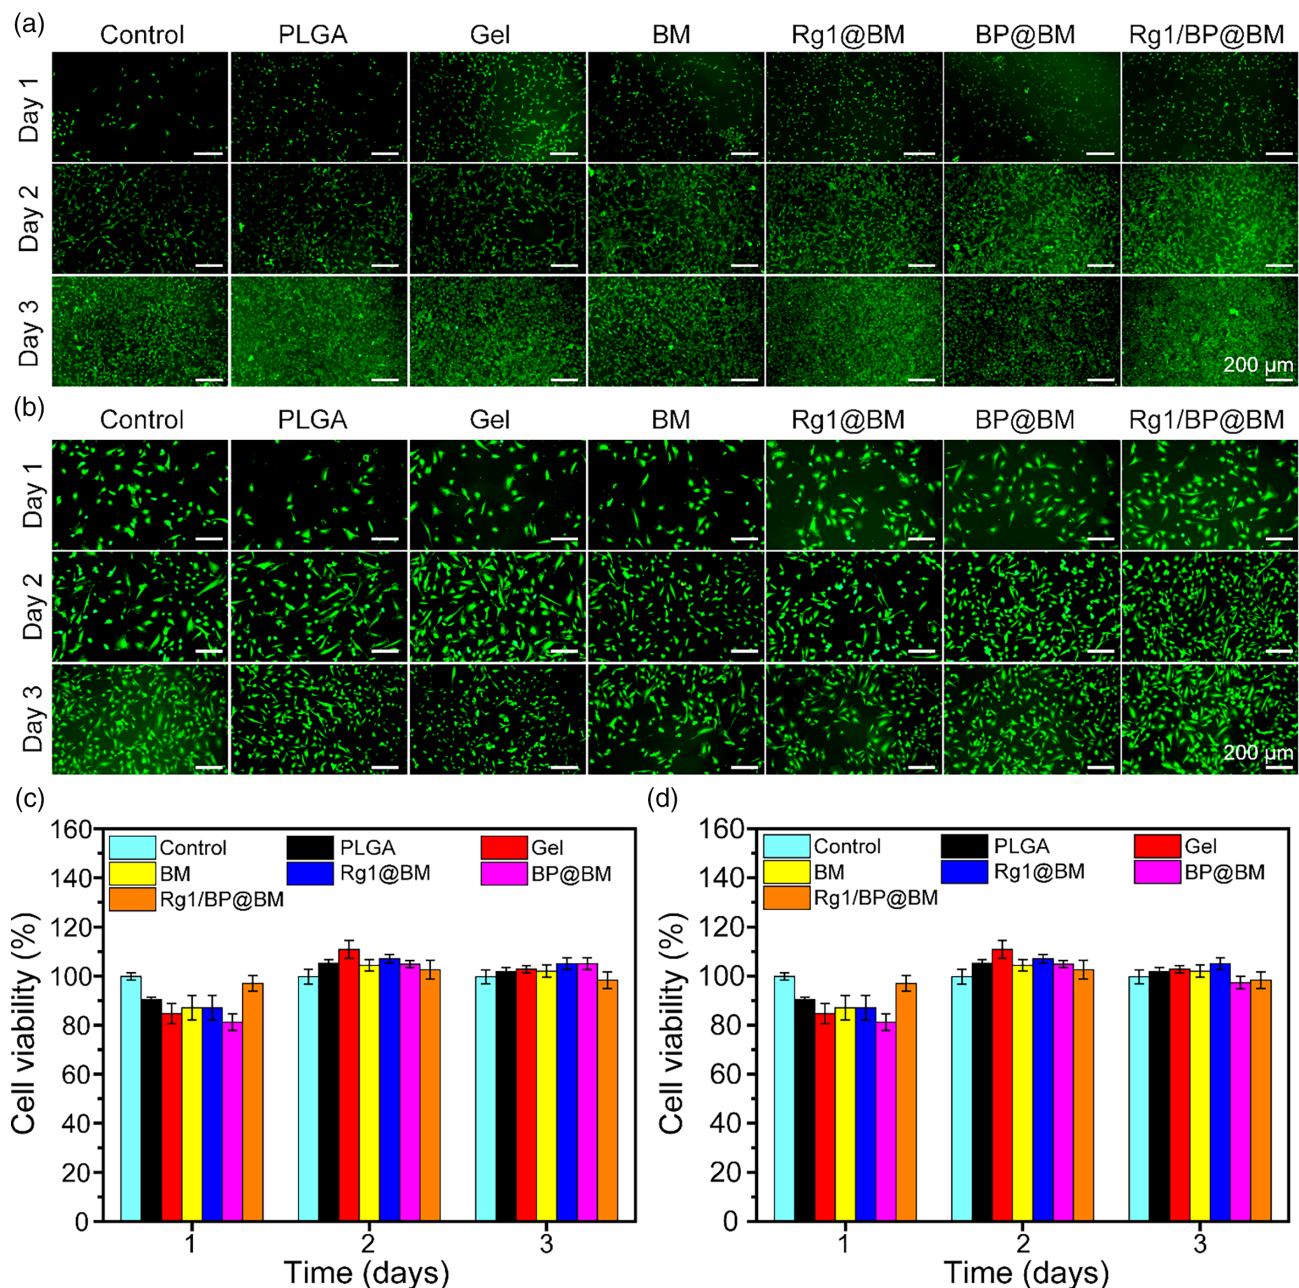 (a)
Control PLGA Gel BM Rg1@BM BP@BM Rg1/BP@BM
Day 1
Day 2
Day 3
200 µm
(b)
Control PLGA Gel BM Rg1@BM BP@BM Rg1/BP@BM
Day 1
Day 2
Day 3
200 µm
(c)
160
140
120
100
80
60
40
20
0
Cell viability (%)
Control PLGA Gel
BM Rg1@BM BP@BM
Rg1/BP@BM
1 2 3
Time (days)
(d)
160
140
120
100
80
60
40
20
0
Cell viability (%)
Control PLGA Gel
BM Rg1@BM BP@BM
Rg1/BP@BM
1 2 3
Time (days)